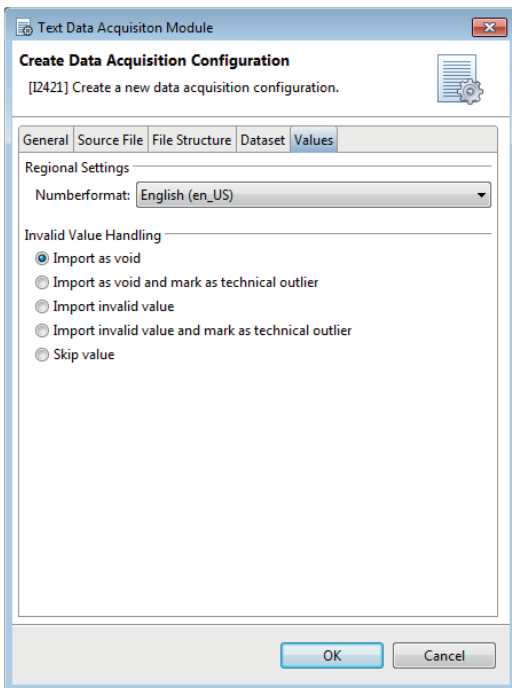 Text Data Acquisiton Module
Create Data Acquisition Configuration
[I2421] Create a new data acquisition configuration.
General Source File File Structure Dataset Values
Regional Settings
Numberformat: English (en_US)
Invalid Value Handling
Import as void
Import as void and mark as technical outlier
Import invalid value
Import invalid value and mark as technical outlier
Skip value
OK Cancel